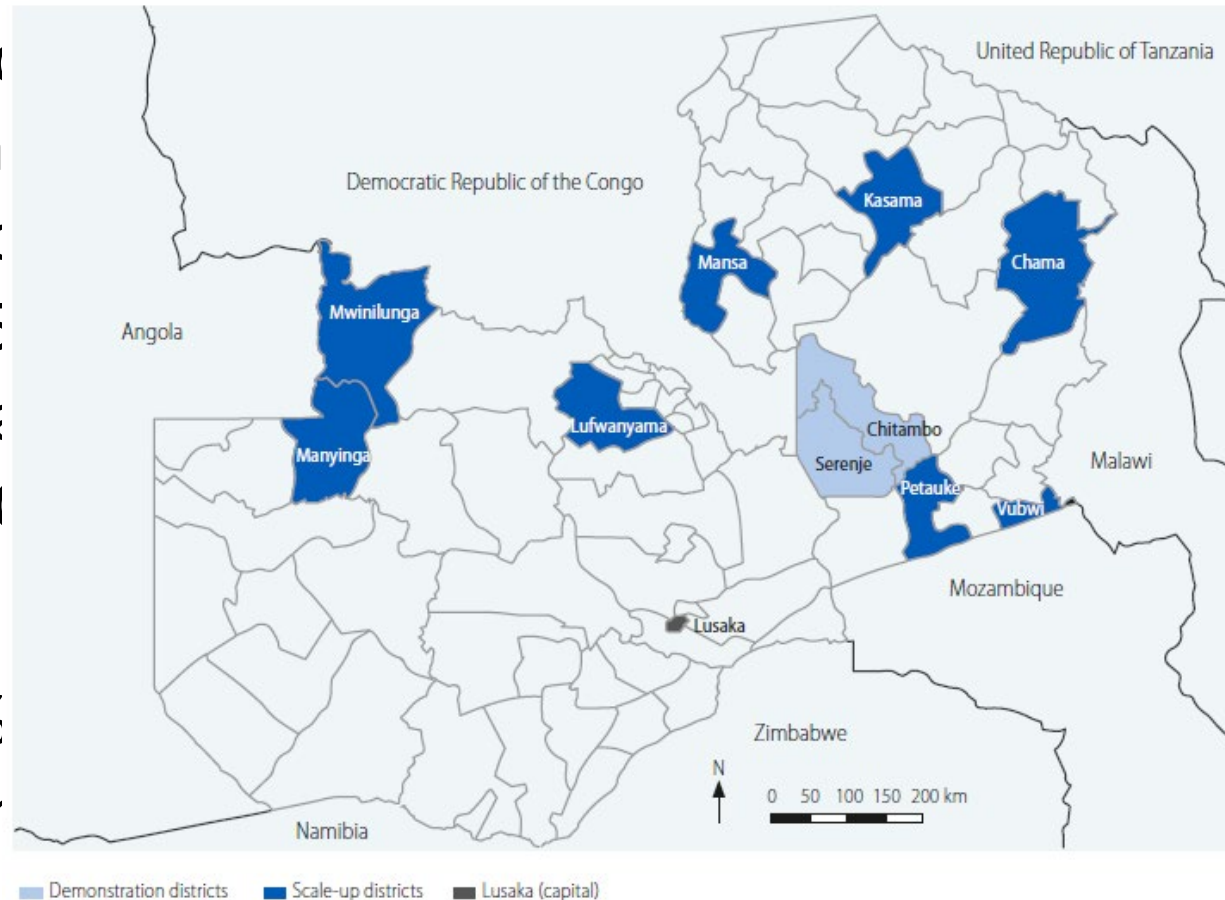 United Republic of Tanzania
Democratic Republic of the Congo
Kasama
Mansa
Chama
Mwinilunga
Angola
Lufwanyama
Chitambo
Manyinga
Serenje
Malawi
Petauke
Vubwi
Mozambique
Lusaka
Zimbabwe
N
0 50 100 150 200 km
Namibia
Demonstration districts Scale-up districts Lusaka (capital)